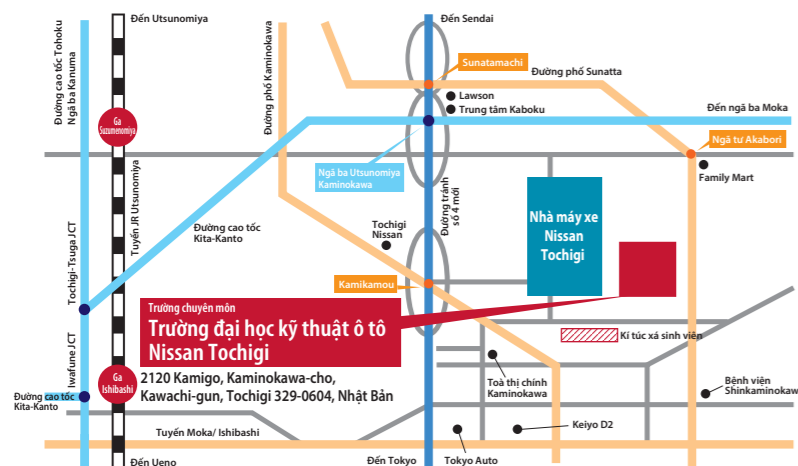 Đến Utsunomiya
Đến Sendai
Đường cao tốc Tohoku
Ngã ba Kanuma
Đường phố Kaminokawa
Sunatamachi
Đường phố Sunatta
Lawson
Trung tâm Kaboku
Đến ngã ba Moka
Ga
Suzumenomiya
Ngã tư Akabori
Ngã ba Utsunomiya
Kaminokawa
Family Mart
Tuyến JR Utsunomiya
Đường tránh
số 4 mới
Đường cao tốc
Kita-Kanto
Tochigi
Nissan
Nhà máy xe
Nissan
Tochigi
Tochigi-Tsuga JCT
Kamikamou
Trường chuyên môn
Trường đại học kỹ thuật ô tô
Nissan Tochigi
Kí túc xá sinh viên
Iwafune JCT
Ga
Ishibashi
2120 Kamigo, Kaminokawa-cho,
Kawachi-gun, Tochigi 329-0604, Nhật Bản
Toà thị chính
Kaminokawa
Bệnh viện
Shinkaminokawa
Đường cao tốc
Kita-Kanto
Tuyến Moka/ Ishibashi
Keiyo D2
Đến Ueno
Đến Tokyo
Tokyo Auto